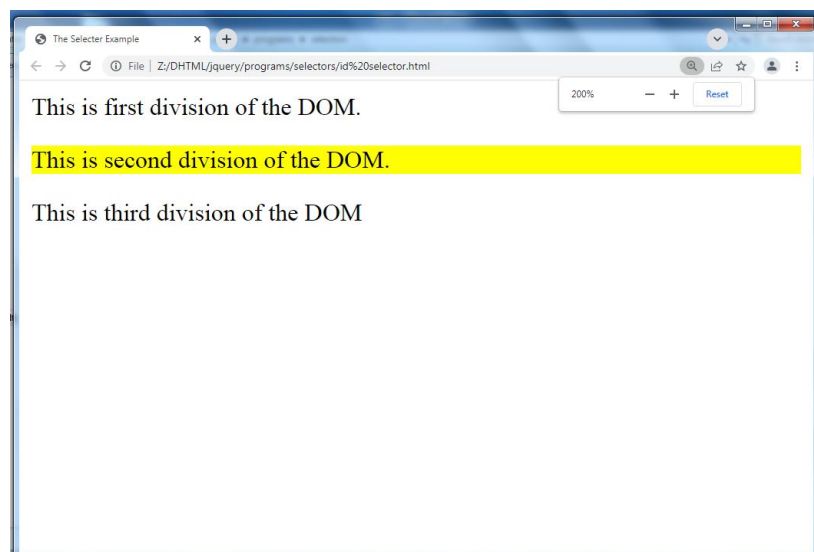 The Selecter Example
File | Z:/DHTML/jquery/programs/selectors/id%20selector.html
200% − + Reset
This is first division of the DOM.
This is second division of the DOM.
This is third division of the DOM